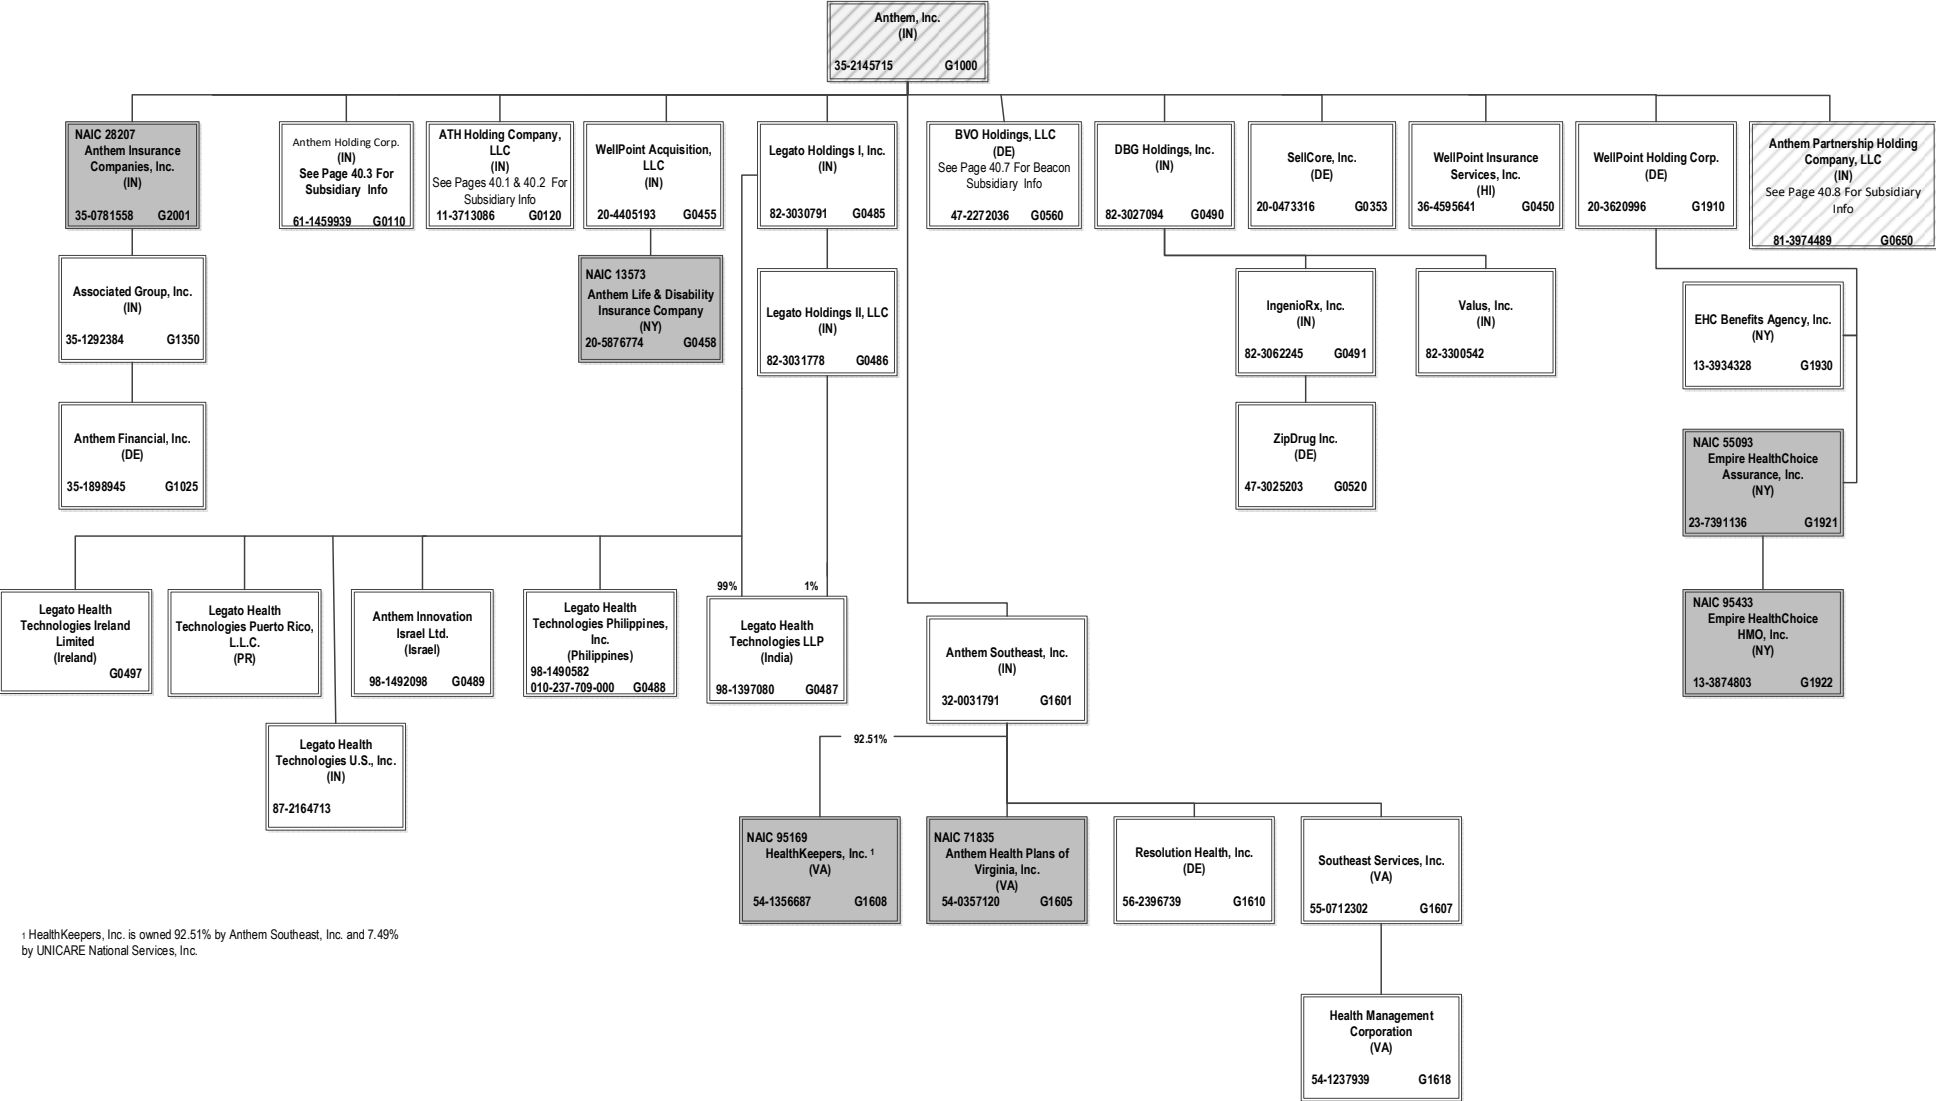 Anthem, Inc.
(IN)
35-2145715 G1000
NAIC 28207
Anthem Insurance
Companies, Inc.
(IN)
35-0781558 G2001
Anthem Holding Corp.
(IN)
See Page 40.3 For
Subsidiary Info
61-1459939 G0110
ATH Holding Company,
LLC
(IN)
See Pages 40.1 & 40.2 For
Subsidiary Info
11-3713086 G0120
WellPoint Acquisition,
LLC
(IN)
20-4405193 G0455
Legato Holdings I, Inc.
(IN)
82-3030791 G0485
BVO Holdings, LLC
(DE)
See Page 40.7 For Beacon
Subsidiary Info
47-2272036 G0560
DBG Holdings, Inc.
(IN)
82-3027094 G0490
SellCore, Inc.
(DE)
20-0473316 G0353
WellPoint Insurance
Services, Inc.
(HI)
36-4595641 G0450
WellPoint Holding Corp.
(DE)
20-3620996 G1910
Anthem Partnership Holding
Company, LLC
(IN)
See Page 40.8 For Subsidiary
Info
81-3974489 G0650
Associated Group, Inc.
(IN)
35-1292384 G1350
NAIC 13573
Anthem Life & Disability
Insurance Company
(NY)
20-5876774 G0458
Legato Holdings II, LLC
(IN)
82-3031778 G0486
IngenioRx, Inc.
(IN)
82-3062245 G0491
Valus, Inc.
(IN)
82-3300542
EHC Benefits Agency, Inc.
(NY)
13-3934328 G1930
Anthem Financial, Inc.
(DE)
35-1898945 G1025
ZipDrug Inc.
(DE)
47-3025203 G0520
NAIC 55093
Empire HealthChoice
Assurance, Inc.
(NY)
23-7391136 G1921
99% 1%
Legato Health
Technologies Ireland
Limited
(Ireland)
G0497
Legato Health
Technologies Puerto Rico,
L.L.C.
(PR)
Anthem Innovation
Israel Ltd.
(Israel)
98-1492098 G0489
Legato Health
Technologies Philippines,
Inc.
(Philippines)
98-1490582
010-237-709-000 G0488
Legato Health
Technologies LLP
(India)
98-1397080 G0487
Anthem Southeast, Inc.
(IN)
32-0031791 G1601
NAIC 95433
Empire HealthChoice
HMO, Inc.
(NY)
13-3874803 G1922
Legato Health
Technologies U.S., Inc.
(IN)
87-2164713
92.51%
NAIC 95169
HealthKeepers, Inc. 1
(VA)
54-1356687 G1608
NAIC 71835
Anthem Health Plans of
Virginia, Inc.
(VA)
54-0357120 G1605
Resolution Health, Inc.
(DE)
56-2396739 G1610
Southeast Services, Inc.
(VA)
55-0712302 G1607
1 HealthKeepers, Inc. is owned 92.51% by Anthem Southeast, Inc. and 7.49%
by UNICARE National Services, Inc.
Health Management
Corporation
(VA)
54-1237939 G1618